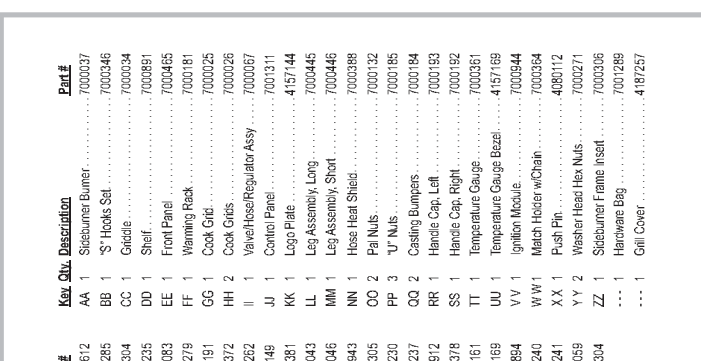 Key Qty. Description Part #
AA 1 Sideburner Burner 7000037
BB 1 "S" Hooks Set 7000346
CC 1 Griddle 7000034
DD 1 Shelf 7000891
EE 1 Front Panel 7000465
FF 1 Warming Rack 7000181
GG 1 Cook Grid 7000025
HH 2 Cook Grids 7000026
II 1 Valve/Hose/Regulator Assy 7000067
JJ 1 Control Panel 7001311
KK 1 Logo Plate 4157144
LL 1 Leg Assembly, Long 7000445
MM 1 Leg Assembly, Short 7000446
NN 1 Hose Heat Shield 7000388
OO 2 Pal Nuts 7000132
PP 3 "U" Nuts 7000185
QQ 2 Casting Bumpers 7000184
RR 1 Handle Cap, Left 7000193
SS 1 Handle Cap, Right 7000192
TT 1 Temperature Gauge 7000361
UU 1 Temperature Gauge Bezel 4157169
VV 1 Ignition Module 7000944
WW 1 Match Holder w/Chain 7000364
XX 1 Push Pin 4080112
YY 2 Washer Head Hex Nuts 7000271
ZZ 1 Sideburner Frame Insert 7000306
--- 1 Hardware Bag 7001289
--- 1 Grill Cover 4187257
#
612
285
304
235
083
279
191
372
262
149
381
043
046
943
305
230
237
912
378
161
169
894
240
241
059
304